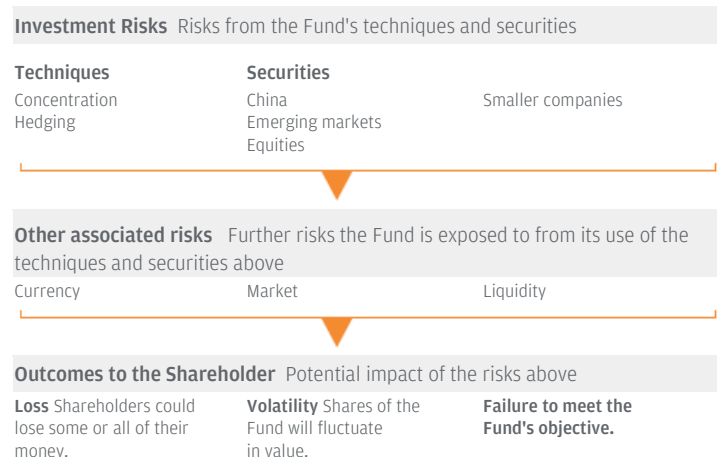 Investment Risks Risks from the Fund's techniques and securities
Techniques Securities
Concentration China Smaller companies
Hedging Emerging markets
Equities
Other associated risks Further risks the Fund is exposed to from its use of the
techniques and securities above
Currency Market Liquidity
Outcomes to the Shareholder Potential impact of the risks above
Loss Shareholders could
lose some or all of their
money.
Volatility Shares of the
Fund will fluctuate
in value.
Failure to meet the
Fund's objective.